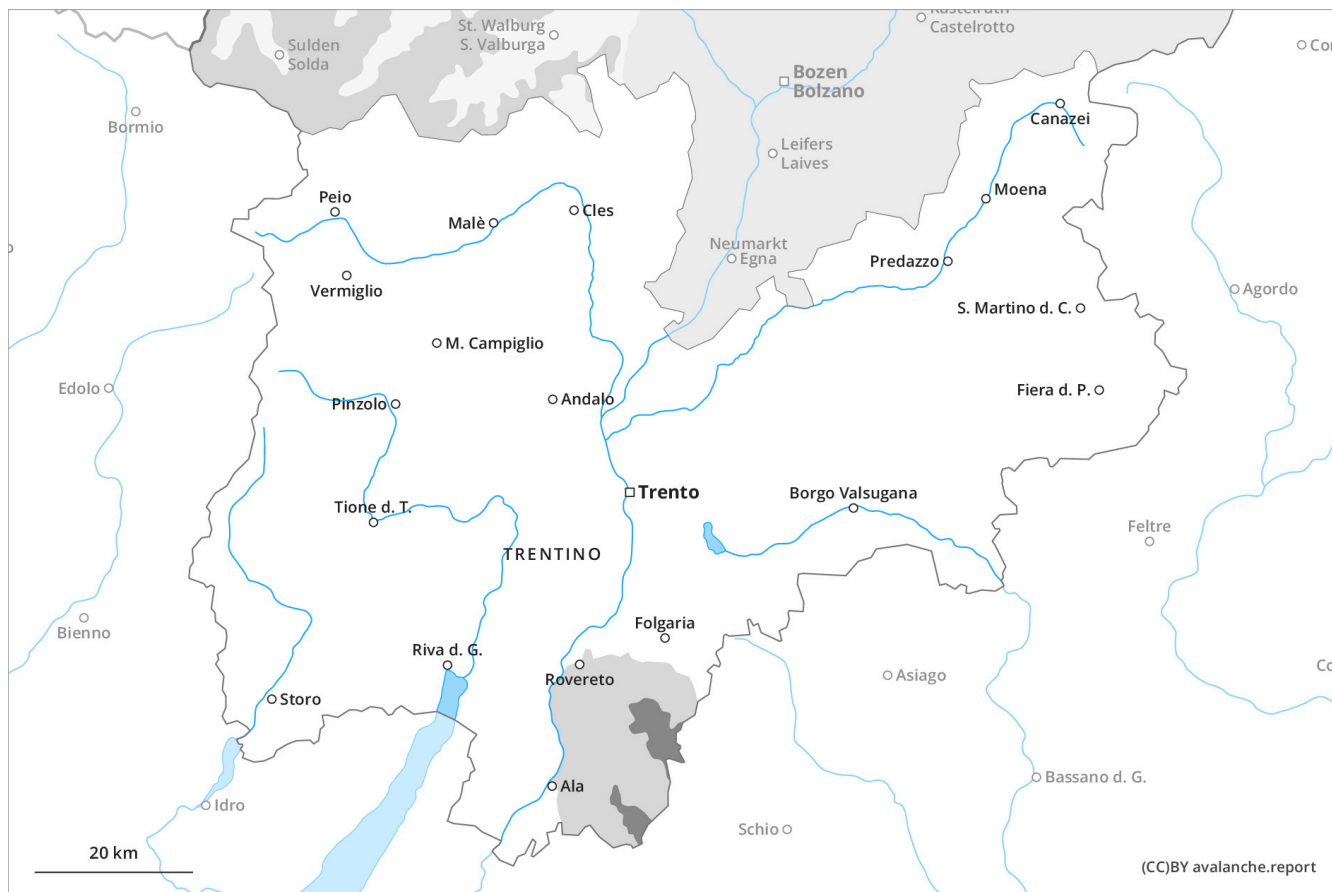 St. Walburg
S. Valburga
Castelrotto
Sulden
Solda
Bozen
Bolzano
Bormio
Canazei
Leifers
Laives
Peio
Moena
Malè
Cles
Neumarkt
Egna
Predazzo
Vermiglio
Agordo
S. Martino d. C.
M. Campiglio
Edolo
Andalo
Fiera d. P.
Pinzolo
Trento
Borgo Valsugana
Tione d. T.
Feltre
TRENTINO
Bienno
Folgaria
Riva d. G.
Rovereto
Asiago
Storo
Bassano d. G.
Ala
Idro
Schio
20 km
(CC)BY avalanche.report